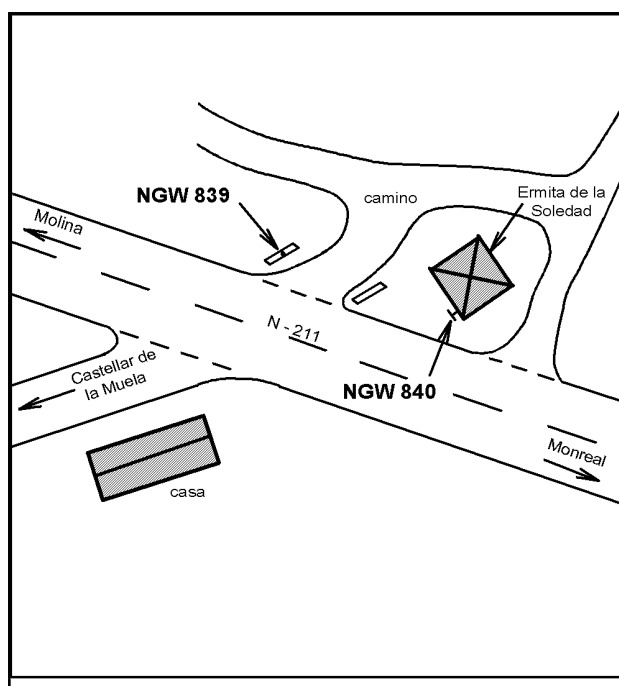 Ermita de la
Soledad
NGW 839
camino
Molina
N - 211
Castellar de
la Muela
NGW 840
Monreal
casa